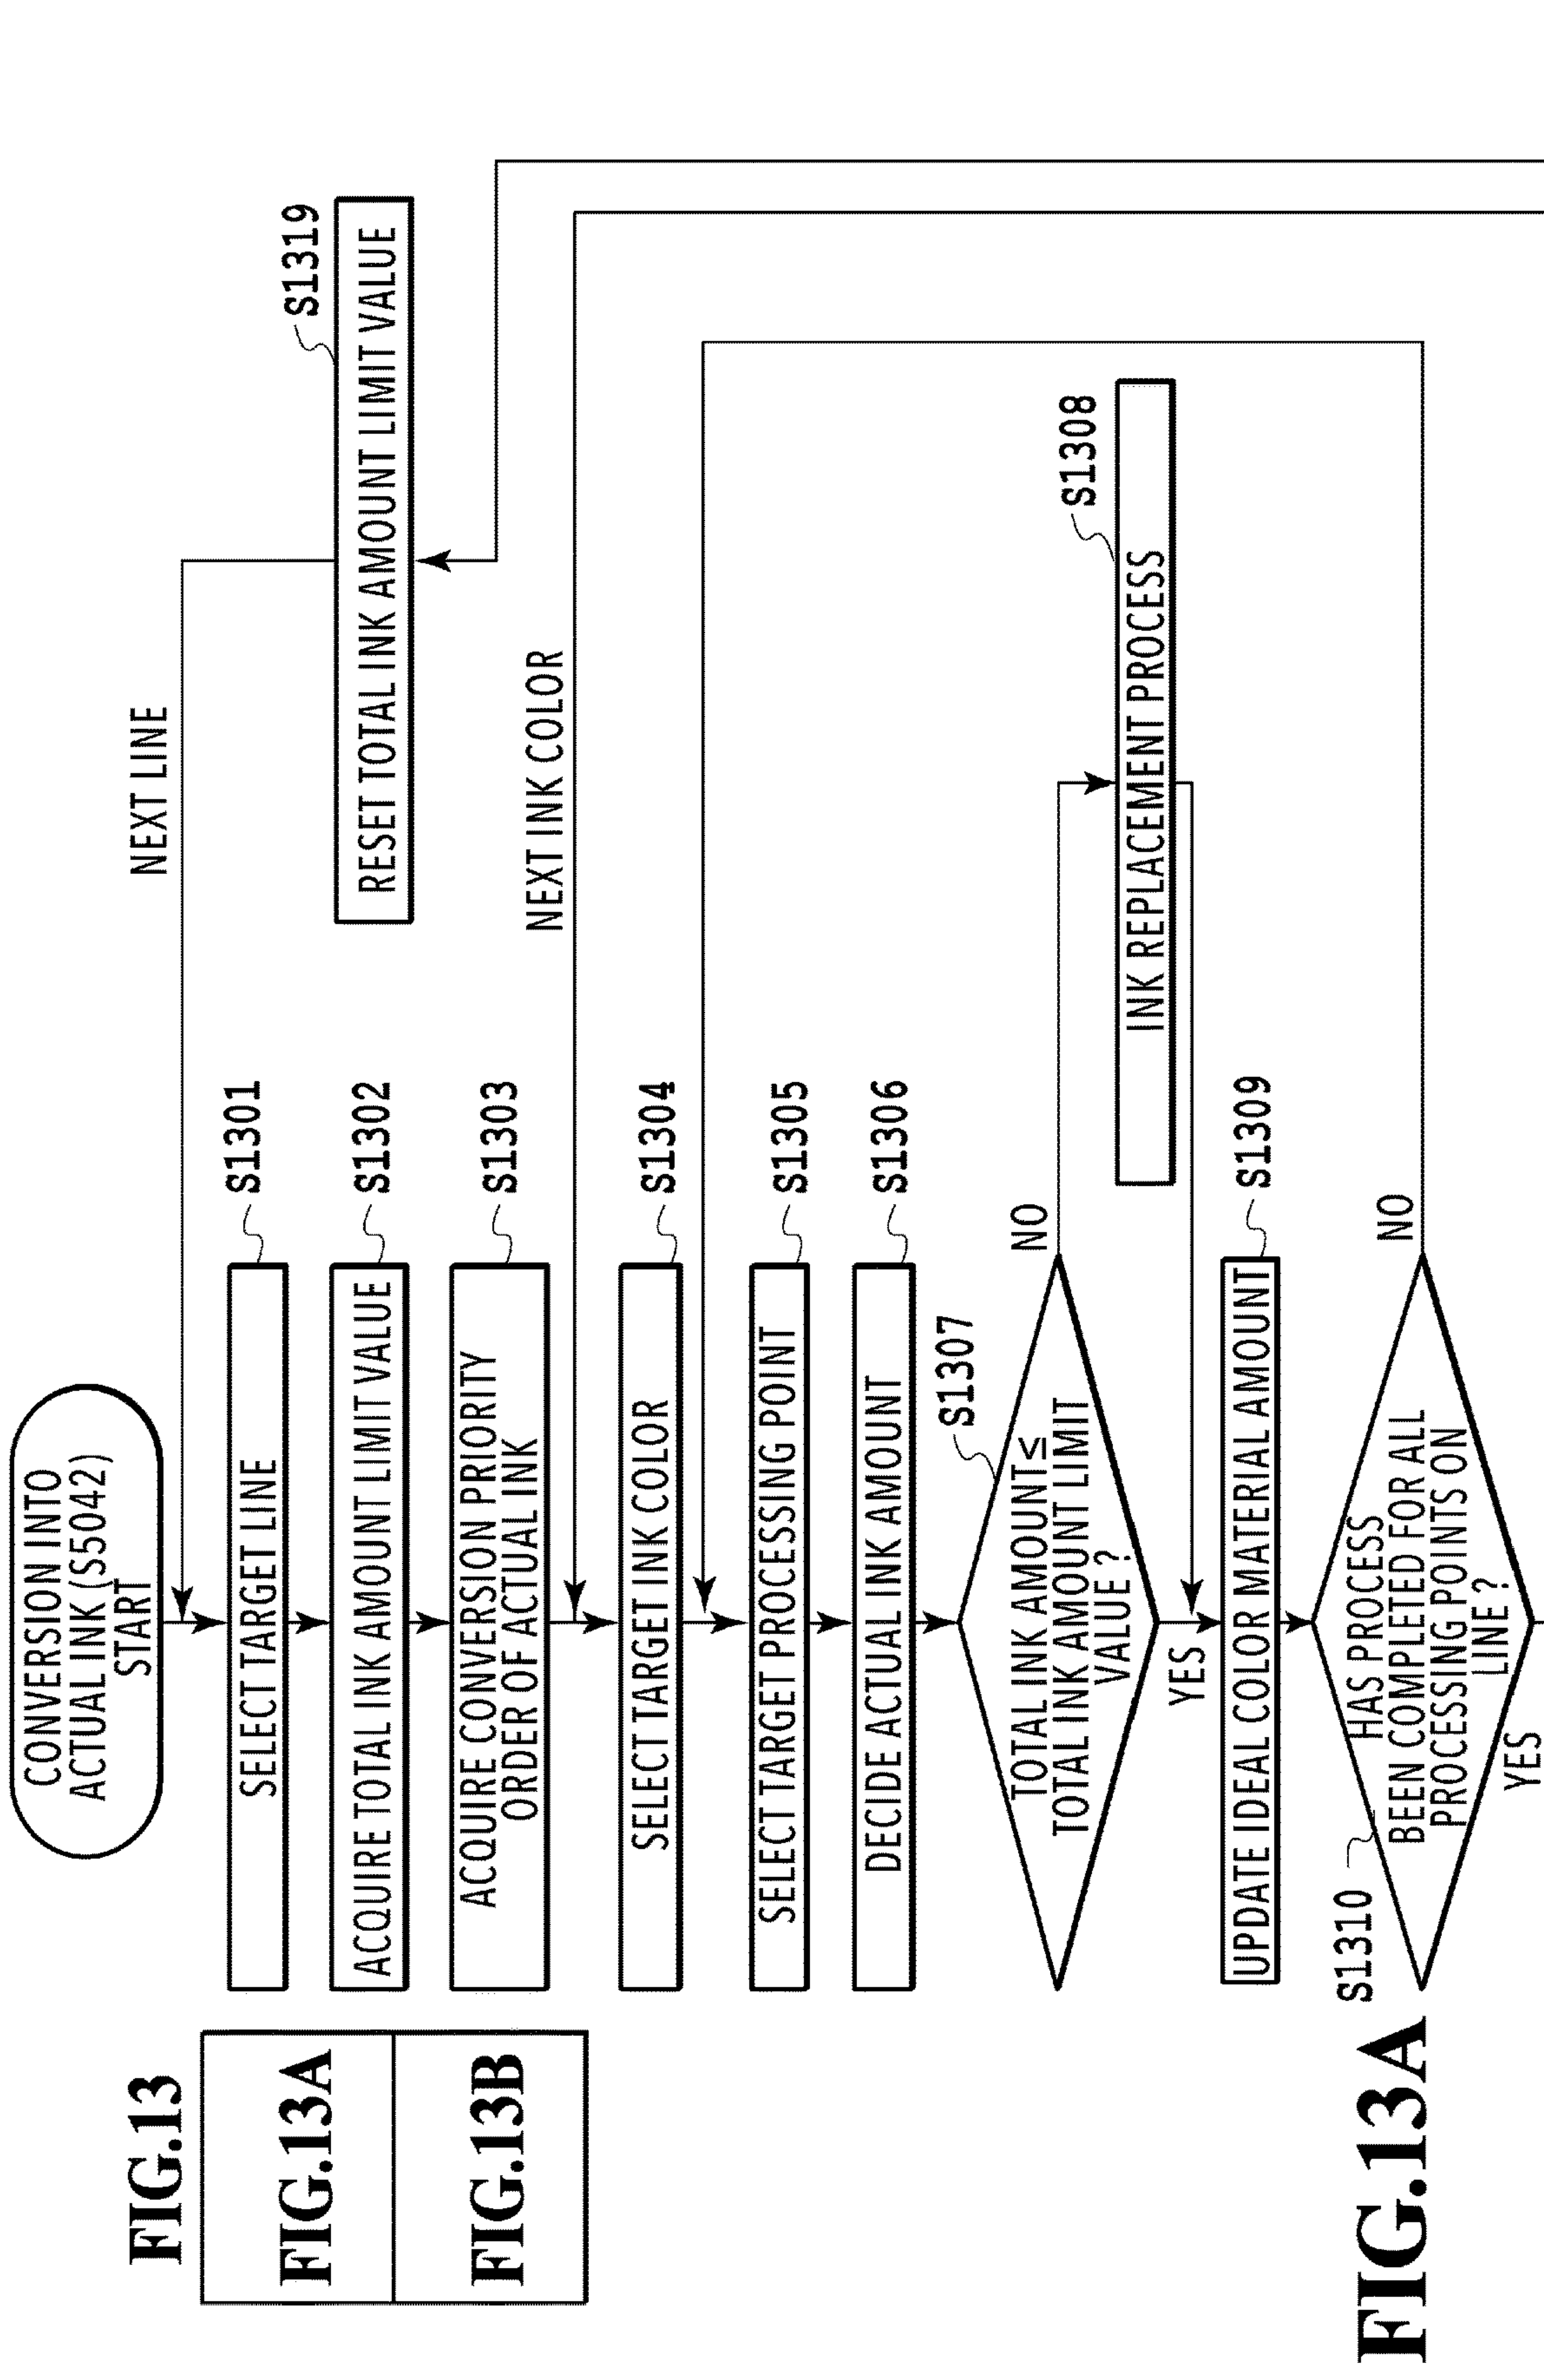 FIG.13
FIG.13A
FIG.13B
CONVERSION INTO
ACTUAL INK(S5042)
START
NEXT LINE
SELECT TARGET LINE
S1301
ACQUIRE TOTAL INK AMOUNT LIMIT VALUE
S1302
RESET TOTAL INK AMOUNT LIMIT VALUE
S1319
ACQUIRE CONVERSION PRIORITY
ORDER OF ACTUAL INK
S1303
NEXT INK COLOR
SELECT TARGET INK COLOR
S1304
SELECT TARGET PROCESSING POINT
S1305
DECIDE ACTUAL INK AMOUNT
S1306
S1307
TOTAL INK AMOUNT≤
TOTAL INK AMOUNT LIMIT
VALUE?
NO
YES
INK REPLACEMENT PROCESS
S1308
UPDATE IDEAL COLOR MATERIAL AMOUNT
S1309
S1310
HAS PROCESS
BEEN COMPLETED FOR ALL
PROCESSING POINTS ON
LINE?
NO
YES
FIG.13A